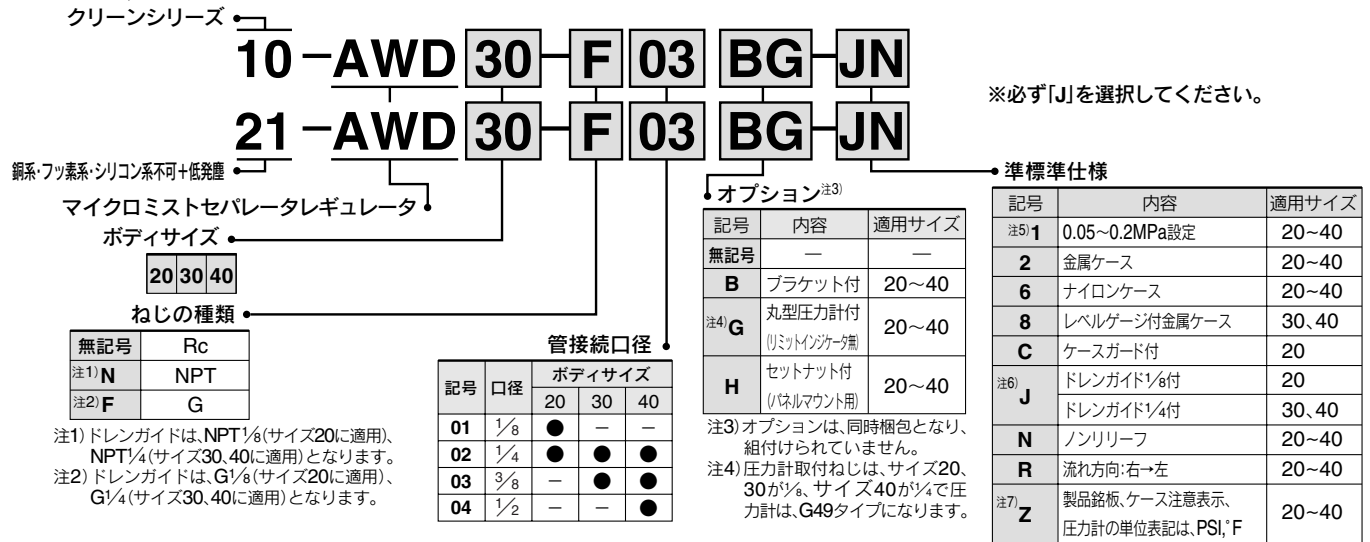 クリーンシリーズ
10-AWD 30-F 03 BG-JN
21-AWD 30-F 03 BG-JN
※必ず「J」を選択してください。
銅系・フッ素系・シリコン系不可+低発塵
マイクロミストセパレータレギュレータ
ボディサイズ
20 30 40
ねじの種類
無記号 Rc
注1) N NPT
注2) F G
注1) ドレンガイドは、NPT1/8(サイズ20に適用)、
NPT1/4(サイズ30、40に適用)となります。
注2) ドレンガイドは、G1/8(サイズ20に適用)、
G1/4(サイズ30、40に適用)となります。
管接続口径
記号 口径 ボディサイズ
20 30 40
01 1/8 ● － －
02 1/4 ● ● ●
03 3/8 － ● ●
04 1/2 － － ●
オプション注3)
記号 内容 適用サイズ
無記号 — —
B ブラケット付 20~40
注4) G 丸型圧力計付 20~40
(リミットインジケータ無)
H セットナット付 20~40
(パネルマウント用)
注3) オプションは、同時梱包となり、
組付けられていません。
注4) 圧力計取付ねじは、サイズ20、
30が1/8、サイズ40が1/4で圧
力計は、G49タイプになります。
準標準仕様
記号 内容 適用サイズ
注5) 1 0.05~0.2MPa設定 20~40
2 金属ケース 20~40
6 ナイロンケース 20~40
8 レベルゲージ付金属ケース 30、40
C ケースガード付 20
注6) J ドレンガイド1/8付 20
ドレンガイド1/4付 30、40
N ノンリリーフ 20~40
R 流れ方向:右→左 20~40
注7) Z 製品銘板、ケース注意表示、 20~40
圧力計の単位表記は、PSI,°F